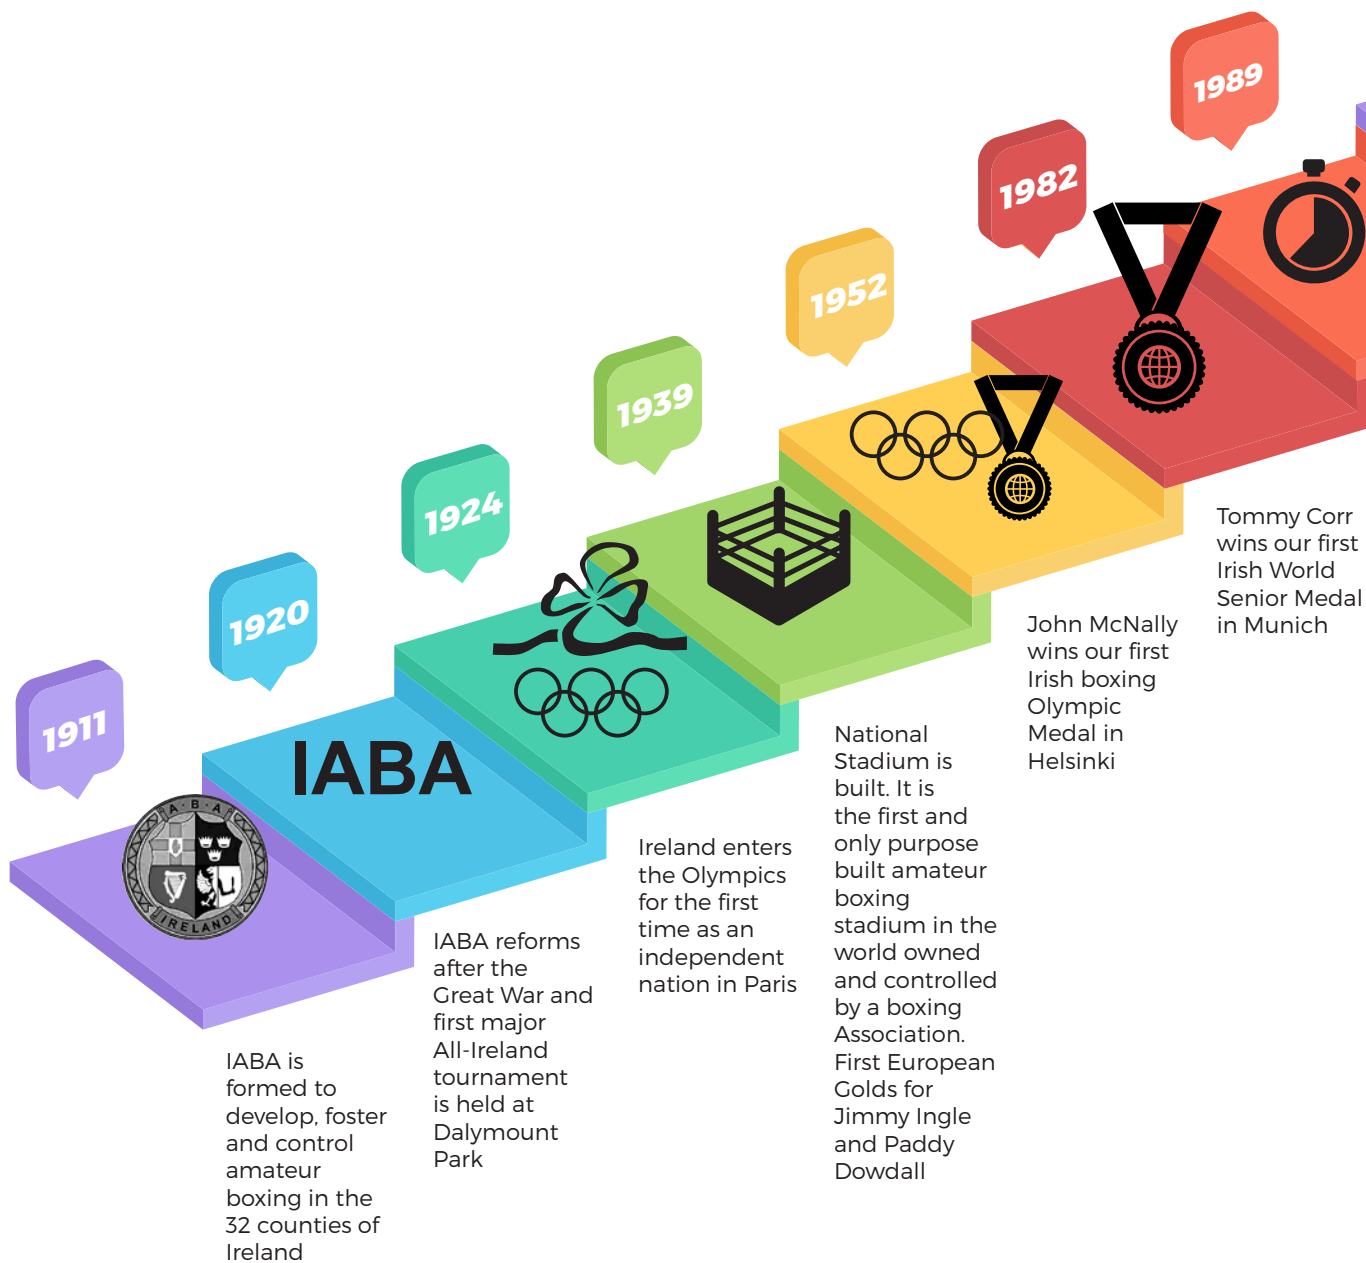 1911
IABA is
formed to
develop, foster
and control
amateur
boxing in the
32 counties of
Ireland
A·B·A
IRELAND
1920
IABA
IABA reforms
after the
Great War and
first major
All-Ireland
tournament
is held at
Dalymount
Park
1924
Ireland enters
the Olympics
for the first
time as an
independent
nation in Paris
1939
National
Stadium is
built. It is
the first and
only purpose
built amateur
boxing
stadium in the
world owned
and controlled
by a boxing
Association.
First European
Golds for
Jimmy Ingle
and Paddy
Dowdall
1952
John McNally
wins our first
Irish boxing
Olympic
Medal in
Helsinki
1982
Tommy Corr
wins our first
Irish World
Senior Medal
in Munich
1989